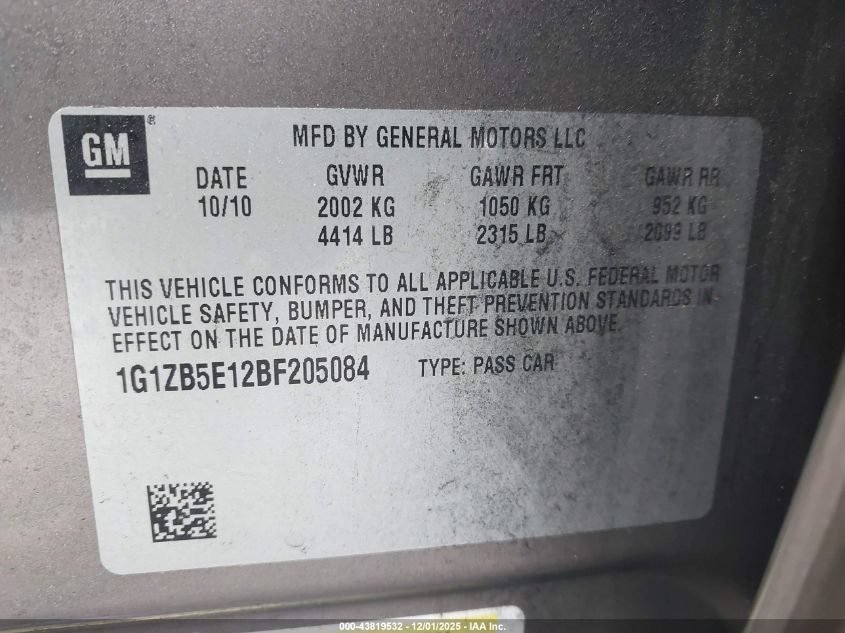 GM
®
MFD BY GENERAL MOTORS LLC
DATE GVWR GAWR FRT GAWR RR
10/10 2002 KG 1050 KG 952 KG
4414 LB 2315 LB 2099 LB
THIS VEHICLE CONFORMS TO ALL APPLICABLE U.S. FEDERAL MOTOR
VEHICLE SAFETY, BUMPER, AND THEFT PREVENTION STANDARDS IN
EFFECT ON THE DATE OF MANUFACTURE SHOWN ABOVE.
1G1ZB5E12BF205084 TYPE: PASS CAR
000-43819532 - 12/01/2025 - IAA Inc.